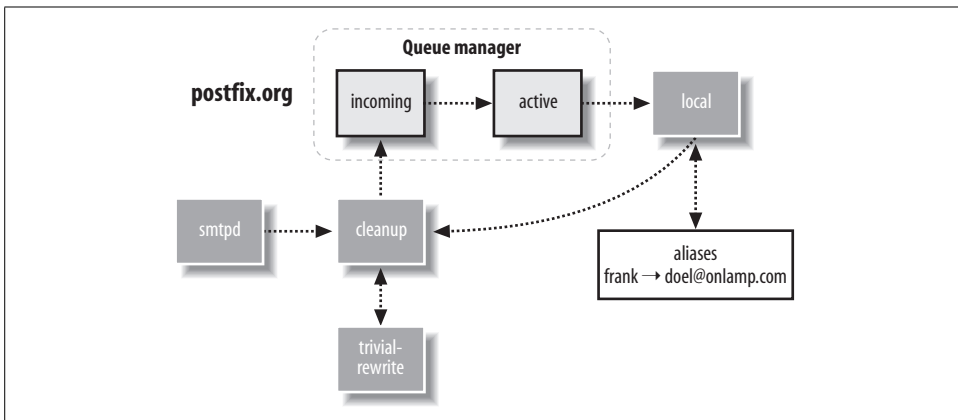 Queue manager
postfix.org
incoming
active
local
smtpd
cleanup
aliases
frank → doel@onlamp.com
trivial-
rewrite